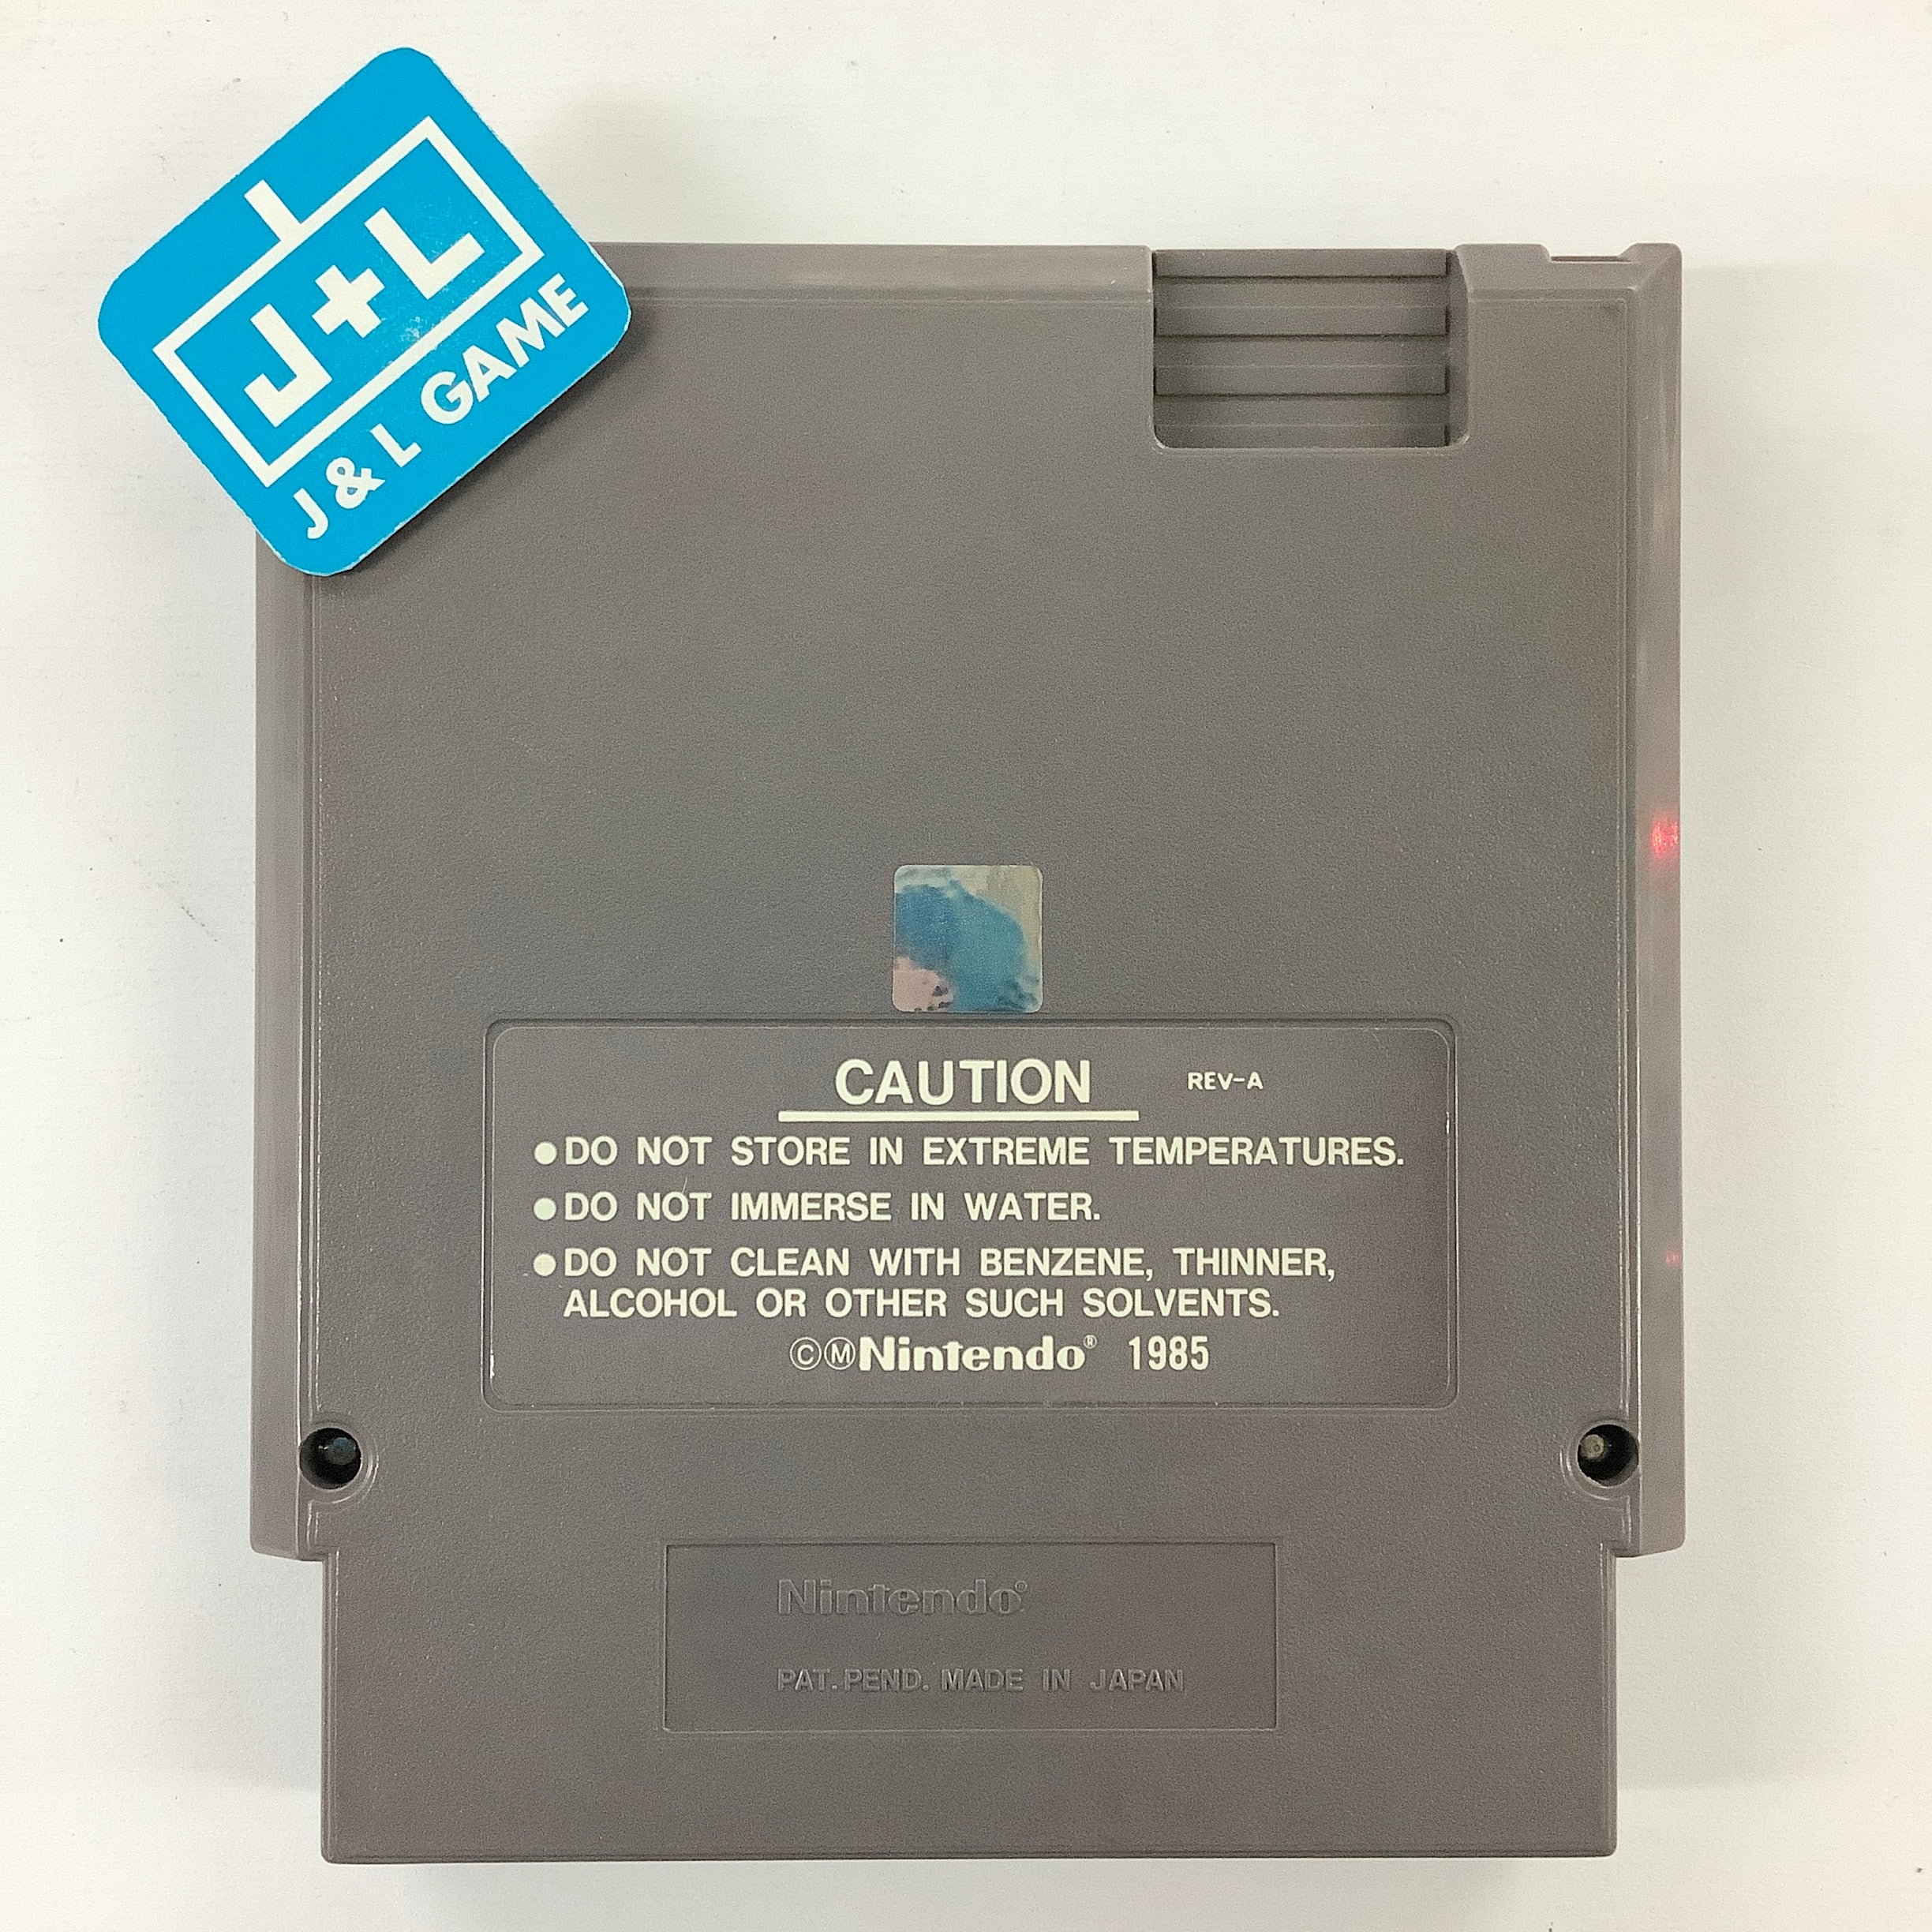 J+L
J & L GAME
CAUTION REV-A
●DO NOT STORE IN EXTREME TEMPERATURES.
●DO NOT IMMERSE IN WATER.
●DO NOT CLEAN WITH BENZENE, THINNER,
ALCOHOL OR OTHER SUCH SOLVENTS.
©ⓂNintendo® 1985
Nintendo®
PAT. PEND. MADE IN JAPAN